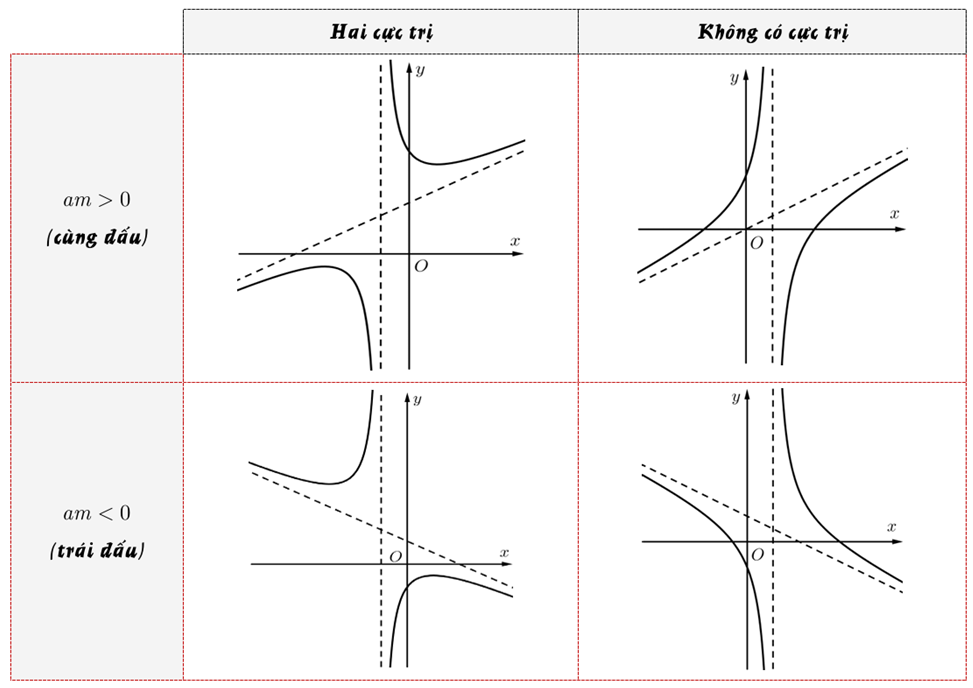 Hai cực trị
Không có cực trị
am > 0
(cùng dấu)
y
x
O
y
x
O
am < 0
(trái dấu)
y
x
O
y
x
O